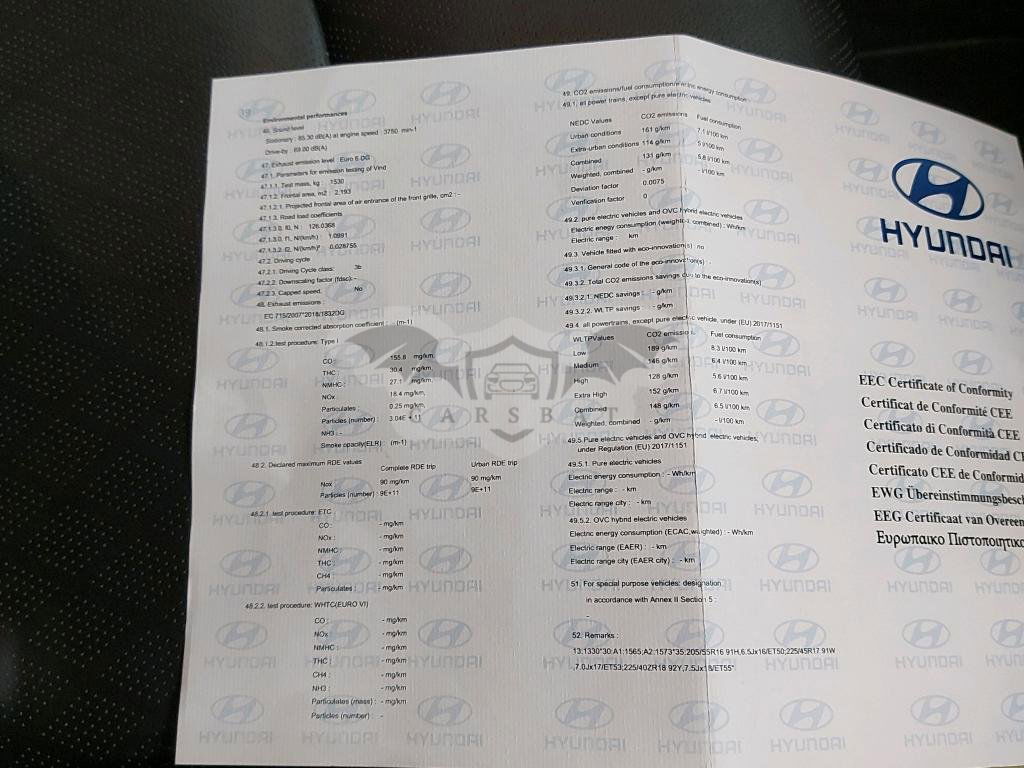 Environmental performances
46. Sound level
Stationary : 85.30 dB(A) at engine speed : 3750 min-1
Drive-by : 69.00 dB(A)
47. Exhaust emission level : Euro 6 DG
47.1. Parameters for emission testing of Vind
47.1.1. Test mass, kg : 1530
47.1.2. Frontal area, m2 : 2.193
47.1.2.1. Projected frontal area of air entrance of the front grille, cm2 : -
47.1.3. Road load coefficients
47.1.3.0. f0, N : 126.0368
47.1.3.0. f1, N/(km/h) : 1.0991
47.1.3.2. f2, N/(km/h)² : 0.028755
47.2. Driving cycle
47.2.1. Driving Cycle class: 3b
47.2.2. Downscaling factor (fdsc): -
47.2.3. Capped speed, No
48. Exhaust emissions :
EC 715/2007*2018/1832DG
48.1. Smoke corrected absorption coefficient : (m-1)
48.1.2.test procedure: Type I
CO : 155.8 mg/km,
THC : 30.4 mg/km,
NMHC : 27.1 mg/km,
NOx : 18.4 mg/km,
Particulates : 0.25 mg/km,
Particles (number) : 3.04E +11
NH3 : -
Smoke opacity(ELR) : (m-1)
48.2. Declared maximum RDE values
Complete RDE trip Urban RDE trip
Nox : 90 mg/km 90 mg/km
Particles (number) : 9E+11 9E+11
48.2.1. test procedure: ETC
CO : - mg/km
NOx : - mg/km
NMHC : - mg/km
THC : - mg/km
CH4 : - mg/km
Particulates : - mg/km
48.2.2. test procedure: WHTC(EURO VI)
CO : - mg/km
NOx : - mg/km
NMHC : - mg/km
THC : - mg/km
CH4 : - mg/km
NH3 : - mg/km
Particulates (mass) : - mg/km
Particles (number) : -
49. CO2 emissions/fuel consumption/electric energy consumption
49.1. all power trains, except pure electric vehicles
NEDC Values CO2 emissions Fuel consumption
Urban conditions 161 g/km 7.1 l/100 km
Extra-urban conditions 114 g/km 5 l/100 km
Combined 131 g/km 5.8 l/100 km
Weighted, combined - g/km - l/100 km
Deviation factor 0.0075
Verification factor 0
49.2. pure electric vehicles and OVC hybrid electric vehicles
Electric enegy consumption (weighted, combined) : Wh/km
Electric range : km
49.3. Vehicle fitted with eco-innovation(s) : no
49.3.1. General code of the eco-innovation(s) : -
49.3.2. Total CO2 emissions savings due to the eco-innovation(s)
49.3.2.1. NEDC savings : - g/km
49.3.2.2. WLTP savings : - g/km
49.4. all powertrains, except pure electric vehicle, under (EU) 2017/1151
WLTPValues CO2 emissions Fuel consumption
Low 189 g/km 8.3 l/100 km
Medium 146 g/km 6.4 l/100 km
High 128 g/km 5.6 l/100 km
Extra High 152 g/km 6.7 l/100 km
Combined 148 g/km 6.5 l/100 km
Weighted, combined - g/km - l/100 km
49.5.Pure electric vehicles and OVC hybrid electric vehicles,
under Regulation (EU) 2017/1151
49.5.1. Pure electric vehicles
Electric energy consumption : - Wh/km
Electric range : - km
Electric range city : - km
49.5.2. OVC hybrid electric vehicles
Electric energy consumption (ECAC,weighted) : - Wh/km
Electric range (EAER) : - km
Electric range city (EAER city) : - km
51. For special purpose vehicles: designation
in accordance with Annex II Section 5 :
-
52. Remarks :
13:1330*30:A1:1565;A2:1573*35:205/55R16 91H,6.5Jx16/ET50;225/45R17 91W
,7.0Jx17/ET53;225/40ZR18 92Y,7.5Jx18/ET55*
HYUNDAI
EEC Certificate of Conformity
Certificat de Conformité CEE
Certificato di Conformità CEE
Certificado de Conformidad CE
Certificato CEE de Conformid
EWG Übereinstimmungsbesch
EEG Certificaat van Overeen
Ευρωπαικο Πιστοποιητικο
CARSBAT